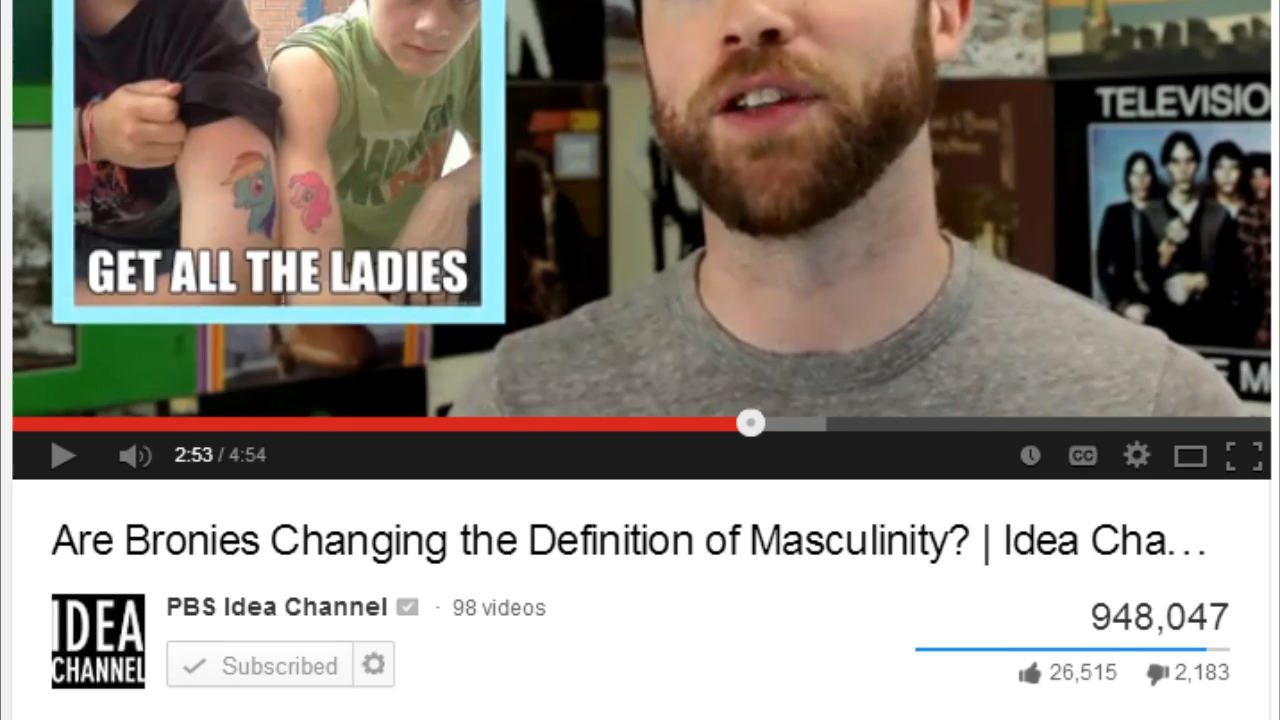 TELEVISIO
GET ALL THE LADIES
2:53 / 4:54
CC
Are Bronies Changing the Definition of Masculinity? | Idea Cha...
IDEA
CHANNEL
PBS Idea Channel · 98 videos
948,047
Subscribed
26,515 2,183